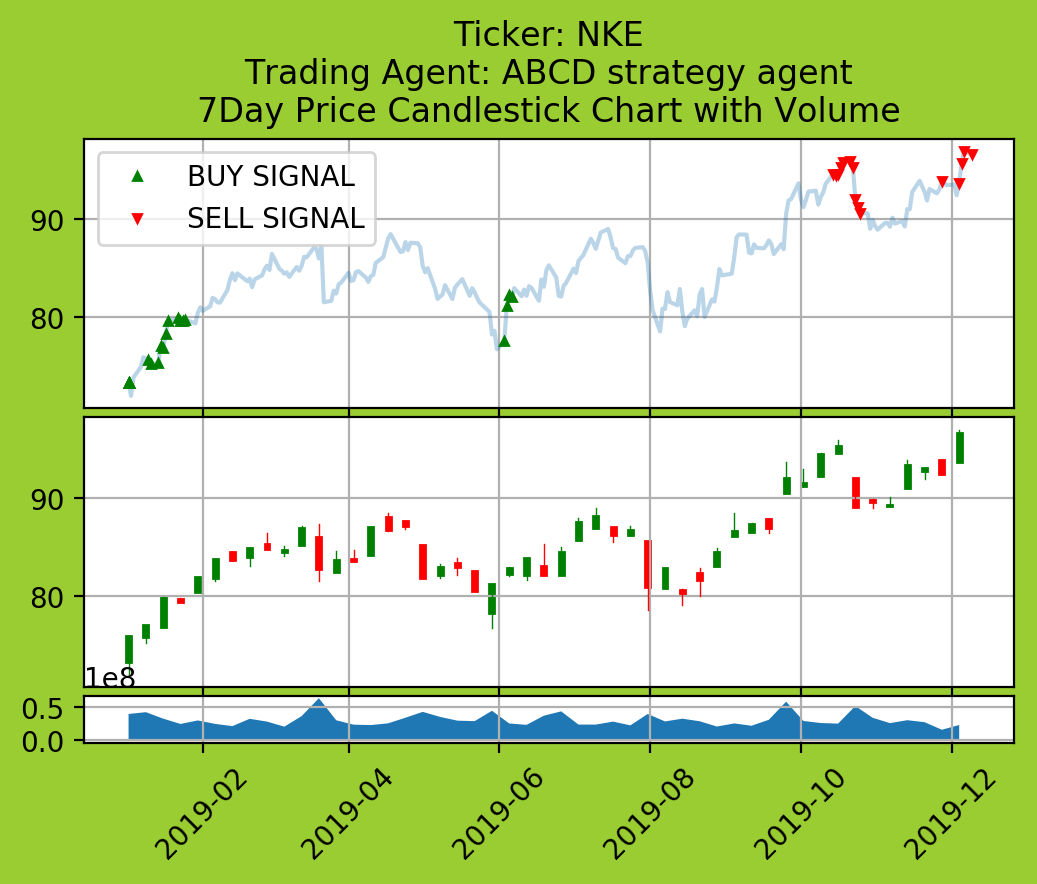 Ticker: NKE
Trading Agent: ABCD strategy agent
7Day Price Candlestick Chart with Volume
BUY SIGNAL
SELL SIGNAL
90
80
90
80
1e8
0.5
0.0
2019-02
2019-04
2019-06
2019-08
2019-10
2019-12